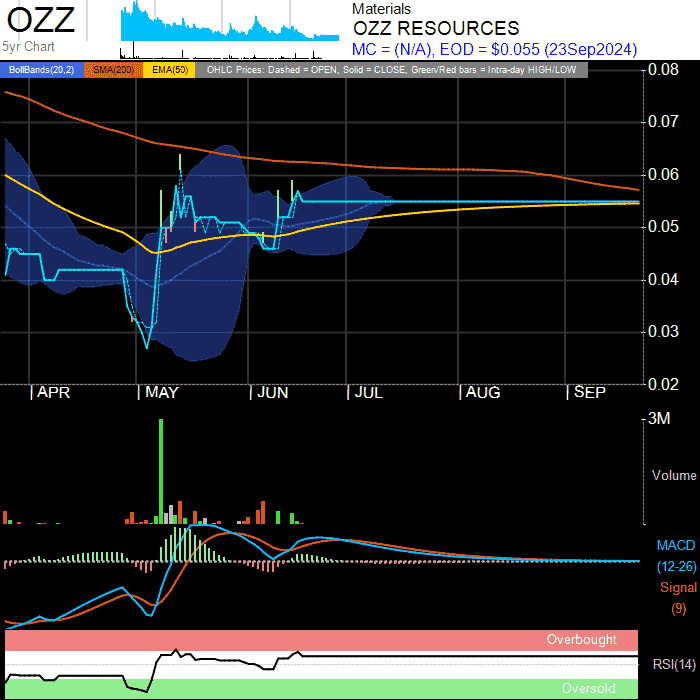 OZZ
5yr Chart
Materials
OZZ RESOURCES
MC = (N/A), EOD = $0.055 (23Sep2024)
BollBands(20,2) SMA(200) EMA(50) OHLC Prices: Dashed = OPEN, Solid = CLOSE, Green/Red bars = Intra-day HIGH/LOW
0.08
0.07
0.06
0.05
0.04
0.03
0.02
APR MAY JUN JUL AUG SEP
3M
Volume
MACD
(12-26)
Signal
(9)
Overbought
RSI(14)
Oversold